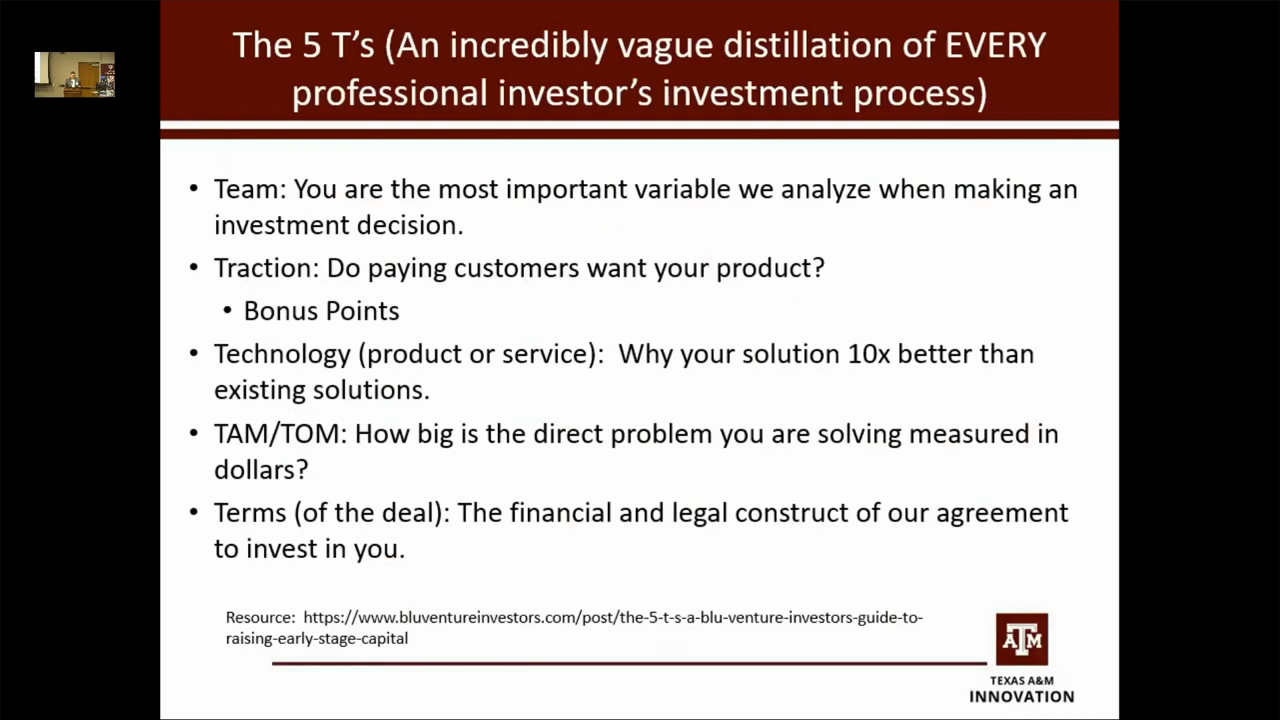 The 5 T’s (An incredibly vague distillation of EVERY
professional investor’s investment process)
• Team: You are the most important variable we analyze when making an
investment decision.
• Traction: Do paying customers want your product?
• Bonus Points
• Technology (product or service):  Why your solution 10x better than
existing solutions.
• TAM/TOM: How big is the direct problem you are solving measured in
dollars?
• Terms (of the deal): The financial and legal construct of our agreement
to invest in you.
Resource:  https://www.bluventureinvestors.com/post/the-5-t-s-a-blu-venture-investors-guide-to-
raising-early-stage-capital
ATM
TEXAS A&M
INNOVATION